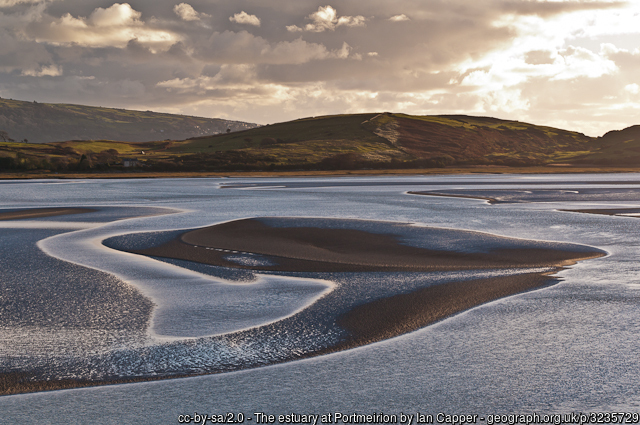 cc-by-sa/2.0 - The estuary at Portmeirion by Ian Capper - geograph.org.uk/p/3235729